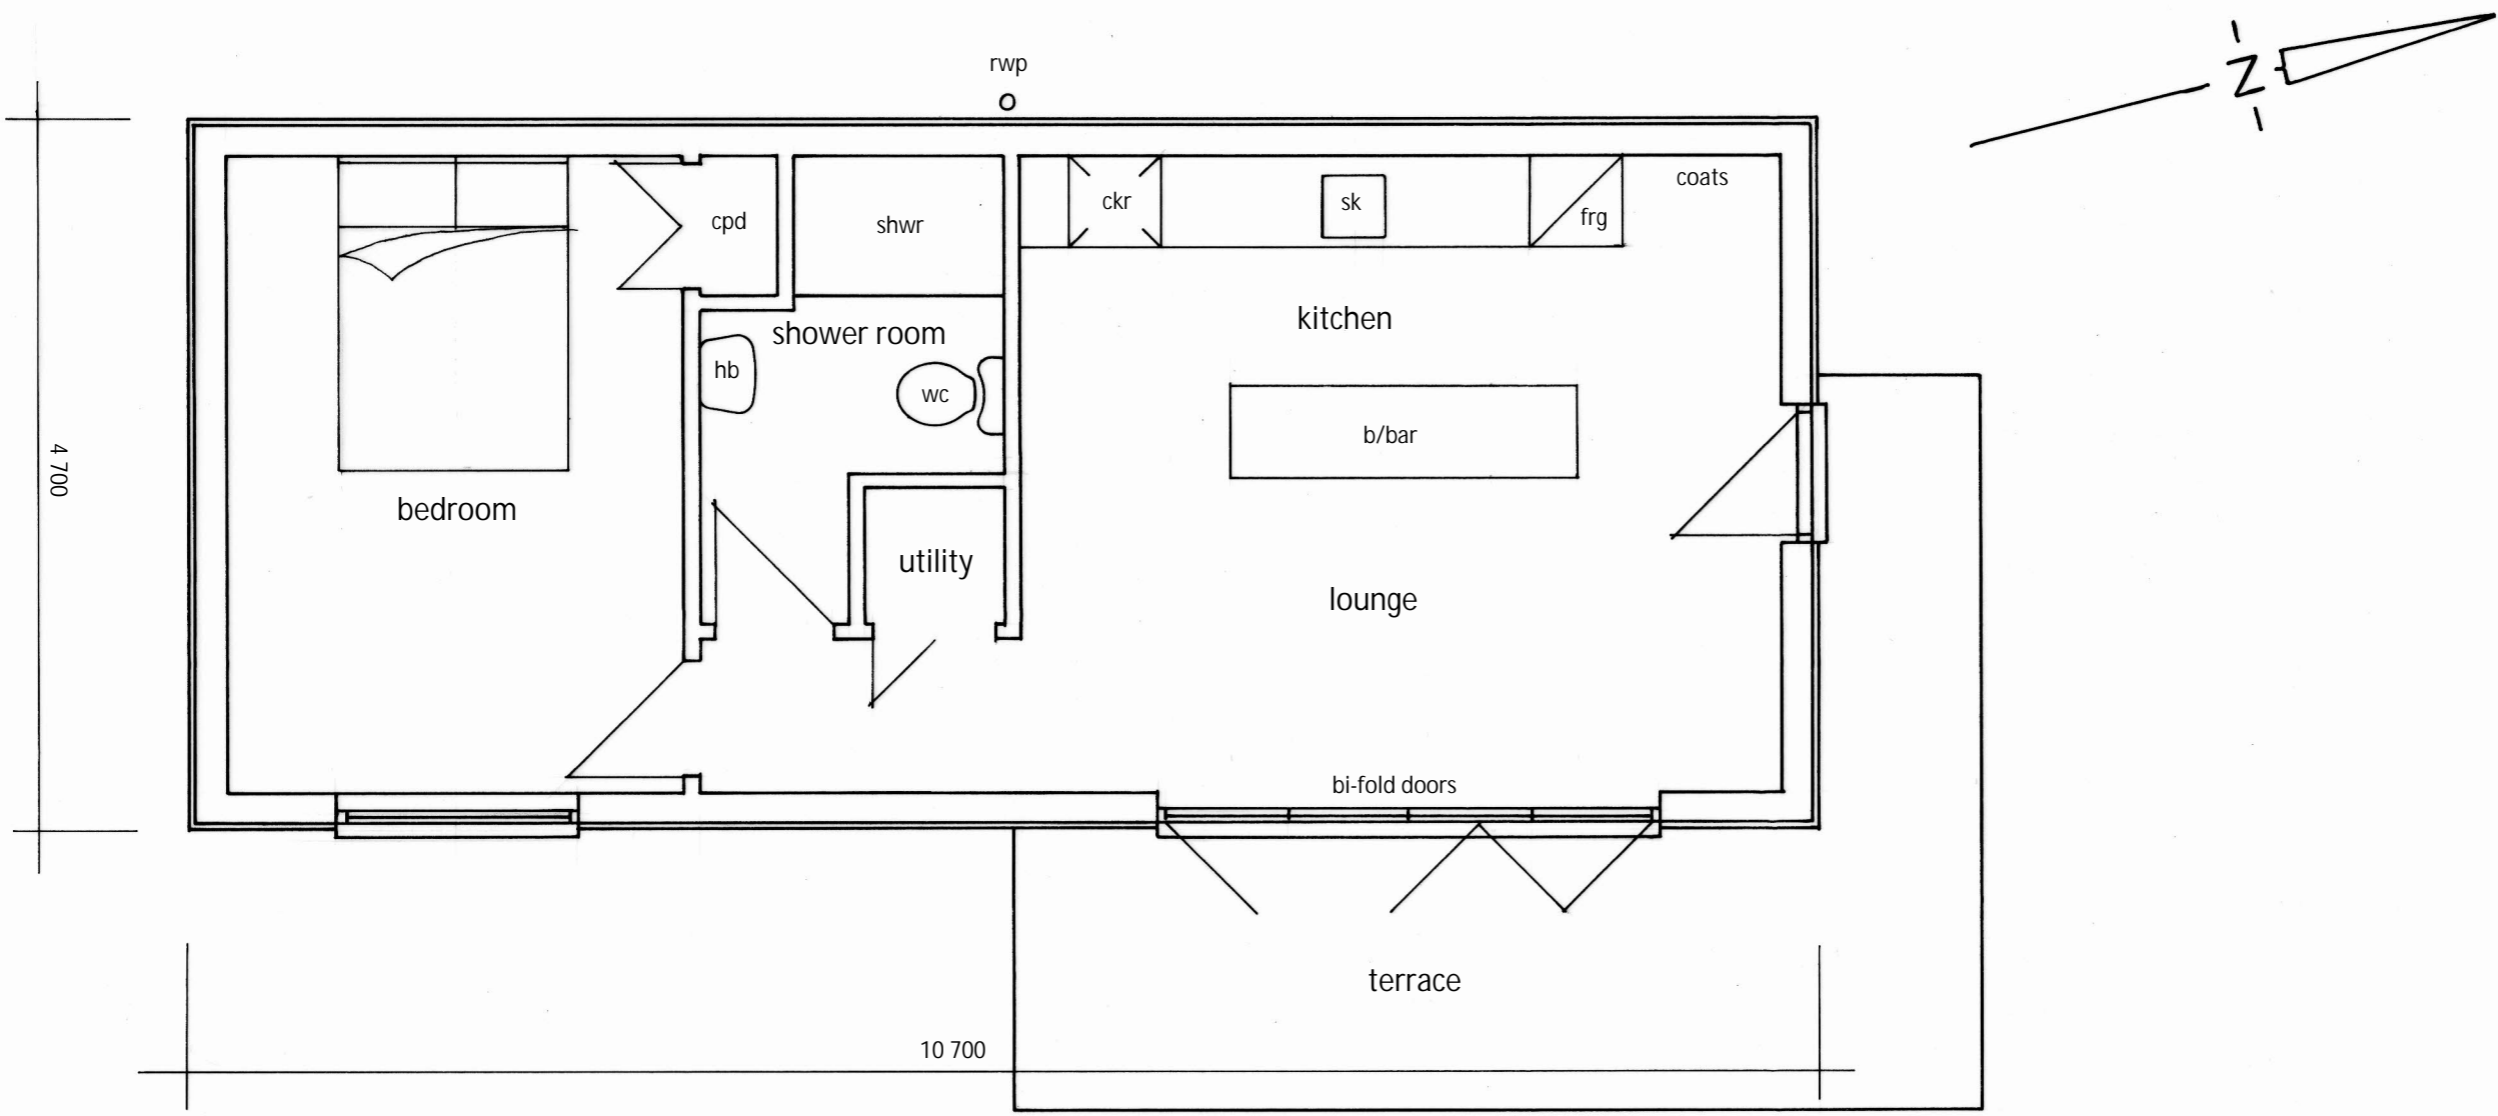 rwp
N
cpd
shwr
ckr
sk
frg
coats
shower room
kitchen
hb
wc
b/bar
4 700
bedroom
utility
lounge
bi-fold doors
terrace
10 700